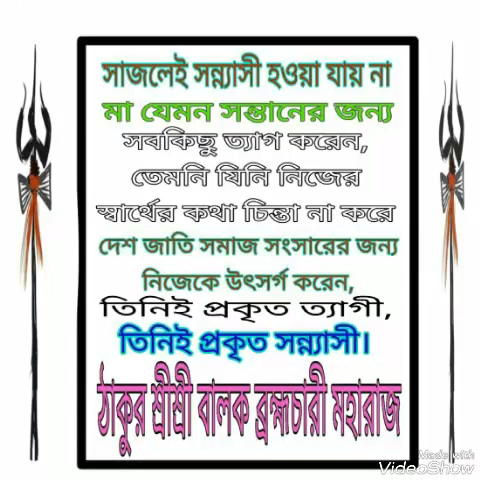 সাজলেই সন্ন্যাসী হওয়া যায় না
মা যেমন সন্তানের জন্য
সবকিছু ত্যাগ করেন,
তেমনি যিনি নিজের
স্বার্থের কথা চিন্তা না করে
দেশ জাতি সমাজ সংসারের জন্য
নিজেকে উৎসর্গ করেন,
তিনিই প্রকৃত ত্যাগী,
তিনিই প্রকৃত সন্ন্যাসী।
ঠাকুর শ্রীশ্রী বালক ব্রহ্মচারী মহারাজ
Made with
VideoShow